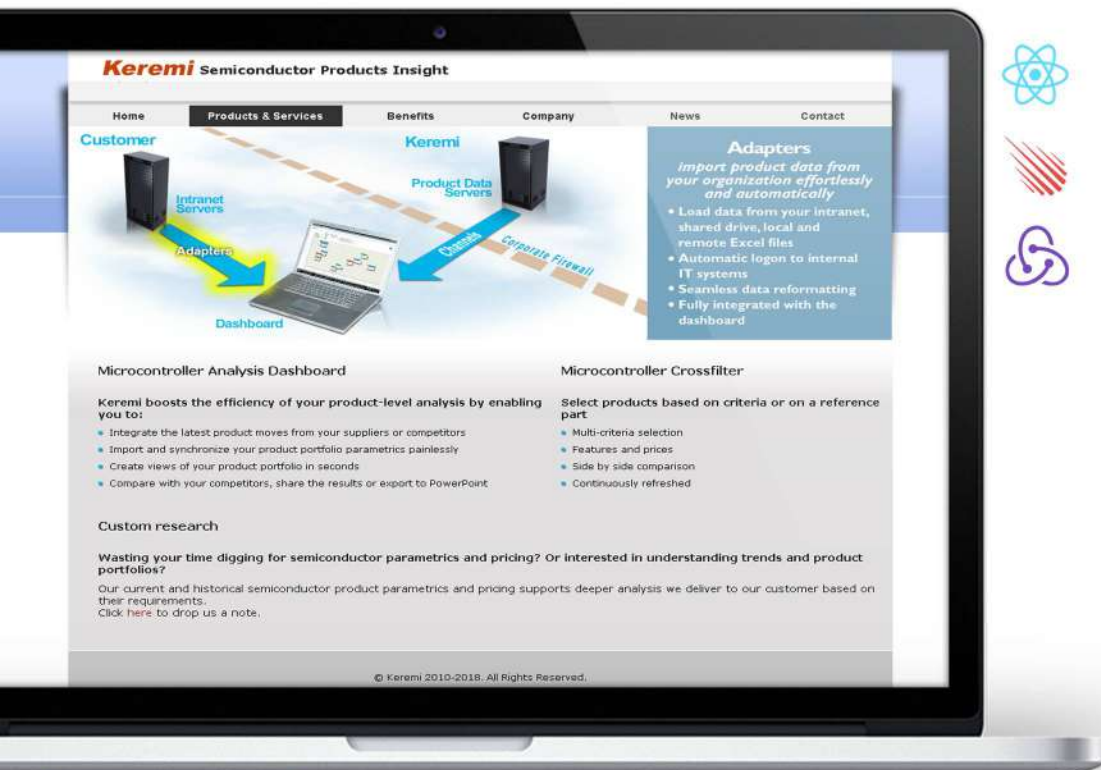 Keremi Semiconductor Products Insight
Home Products & Services Benefits Company News Contact
Customer
Intranet
Servers
Adapters
Dashboard
Keremi
Product Data
Servers
Channels
Corporate Firewall
Adapters
import product data from
your organization effortlessly
and automatically
• Load data from your intranet,
shared drive, local and
remote Excel files
• Automatic logon to internal
IT systems
• Seamless data reformatting
• Fully integrated with the
dashboard
Microcontroller Analysis Dashboard
Keremi boosts the efficiency of your product-level analysis by enabling
you to:
• Integrate the latest product moves from your suppliers or competitors
• Import and synchronize your product portfolio parametrics painlessly
• Create views of your product portfolio in seconds
• Compare with your competitors, share the results or export to PowerPoint
Microcontroller Crossfilter
Select products based on criteria or on a reference
part
• Multi-criteria selection
• Features and prices
• Side by side comparison
• Continuously refreshed
Custom research
Wasting your time digging for semiconductor parametrics and pricing? Or interested in understanding trends and product
portfolios?
Our current and historical semiconductor product parametrics and pricing supports deeper analysis we deliver to our customer based on
their requirements.
Click here to drop us a note.
© Keremi 2010-2018. All Rights Reserved.